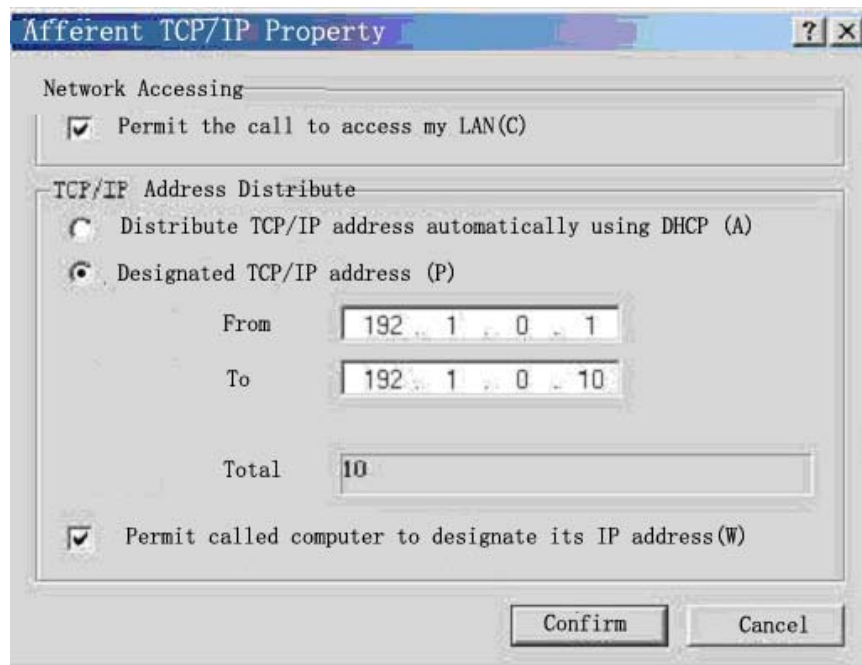 Afferent TCP/IP Property
Network Accessing
Permit the call to access my LAN(C)
TCP/IP Address Distribute
Distribute TCP/IP address automatically using DHCP (A)
Designated TCP/IP address (P)
From 192 . 1 . 0 . 1
To 192 . 1 . 0 . 10
Total 10
Permit called computer to designate its IP address(W)
Confirm Cancel